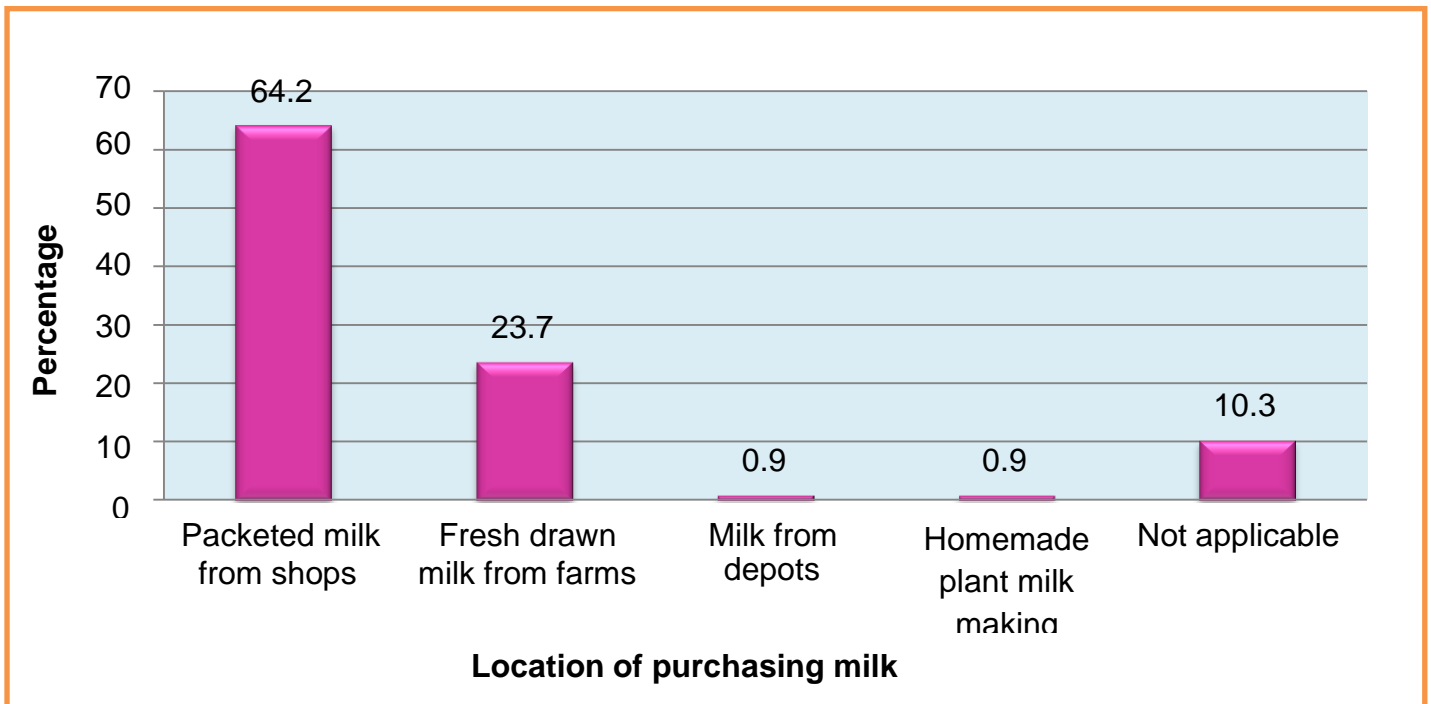 Percentage
70
60
50
40
30
20
10
0
64.2
23.7
0.9
0.9
10.3
Packeted milk
from shops
Fresh drawn
milk from farms
Milk from
depots
Homemade
plant milk
making
Not applicable
Location of purchasing milk